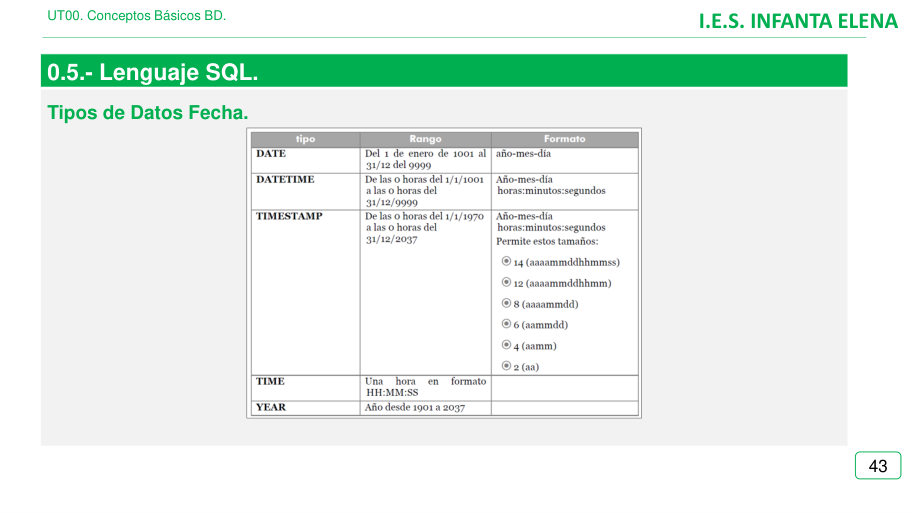 UT00. Conceptos Básicos BD.
I.E.S. INFANTA ELENA
0.5.- Lenguaje SQL.
Tipos de Datos Fecha.
tipo Rango Formato
DATE Del 1 de enero de 1001 al año-mes-día
31/12 del 9999
DATETIME De las 0 horas del 1/1/1001 Año-mes-día
a las 0 horas del horas:minutos:segundos
31/12/9999
TIMESTAMP De las 0 horas del 1/1/1970 Año-mes-día
a las 0 horas del horas:minutos:segundos
31/12/2037 Permite estos tamaños:
14 (aaaammddhhmmss)
12 (aaaammddhhmm)
8 (aaaammdd)
6 (aammdd)
4 (aamm)
2 (aa)
TIME Una hora en formato
HH:MM:SS
YEAR Año desde 1901 a 2037
43